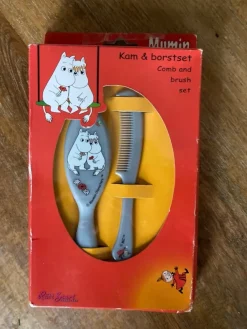 Mumin
Kam & borstset
Comb and
brush
set